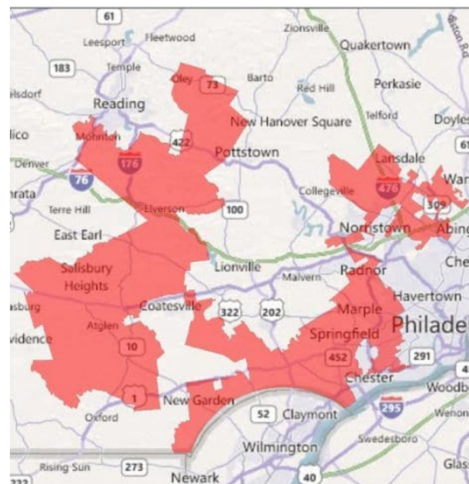 61
Zionsville
Fleetwood
Leesport
Quakertown
183
Temple
Oley
73
Barto
Red Hill
Perkasie
Reading
New Hanover Square
Telford
Mohnton
422
Pottstown
Lansdale
Denver
176
76
476
Collegeville
309
Terre Hill
Elverson
100
Norristown
East Earl
Lionville
Radnor
Salisbury
Heights
Malvern
Havertown
Coatesville
322
202
Marple
Atglen
Springfield
10
452
291
Chester
1
New Garden
295
Oxford
52
Claymont
Swedesboro
Wilmington
Rising Sun
273
Newark
40